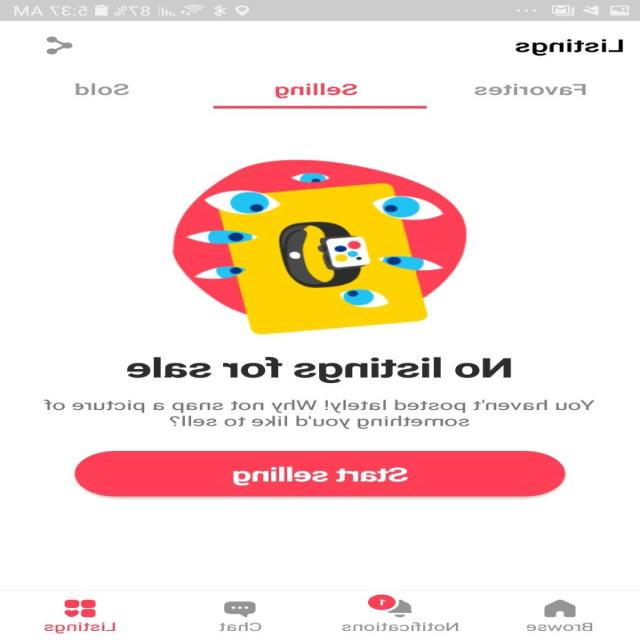 5:37 AM 87%
Listings
Favorites Selling Sold
No listings for sale
You haven't posted lately! Why not snap a picture of
something you'd like to sell?
Start selling
1
Browse Notifications Chat Listings